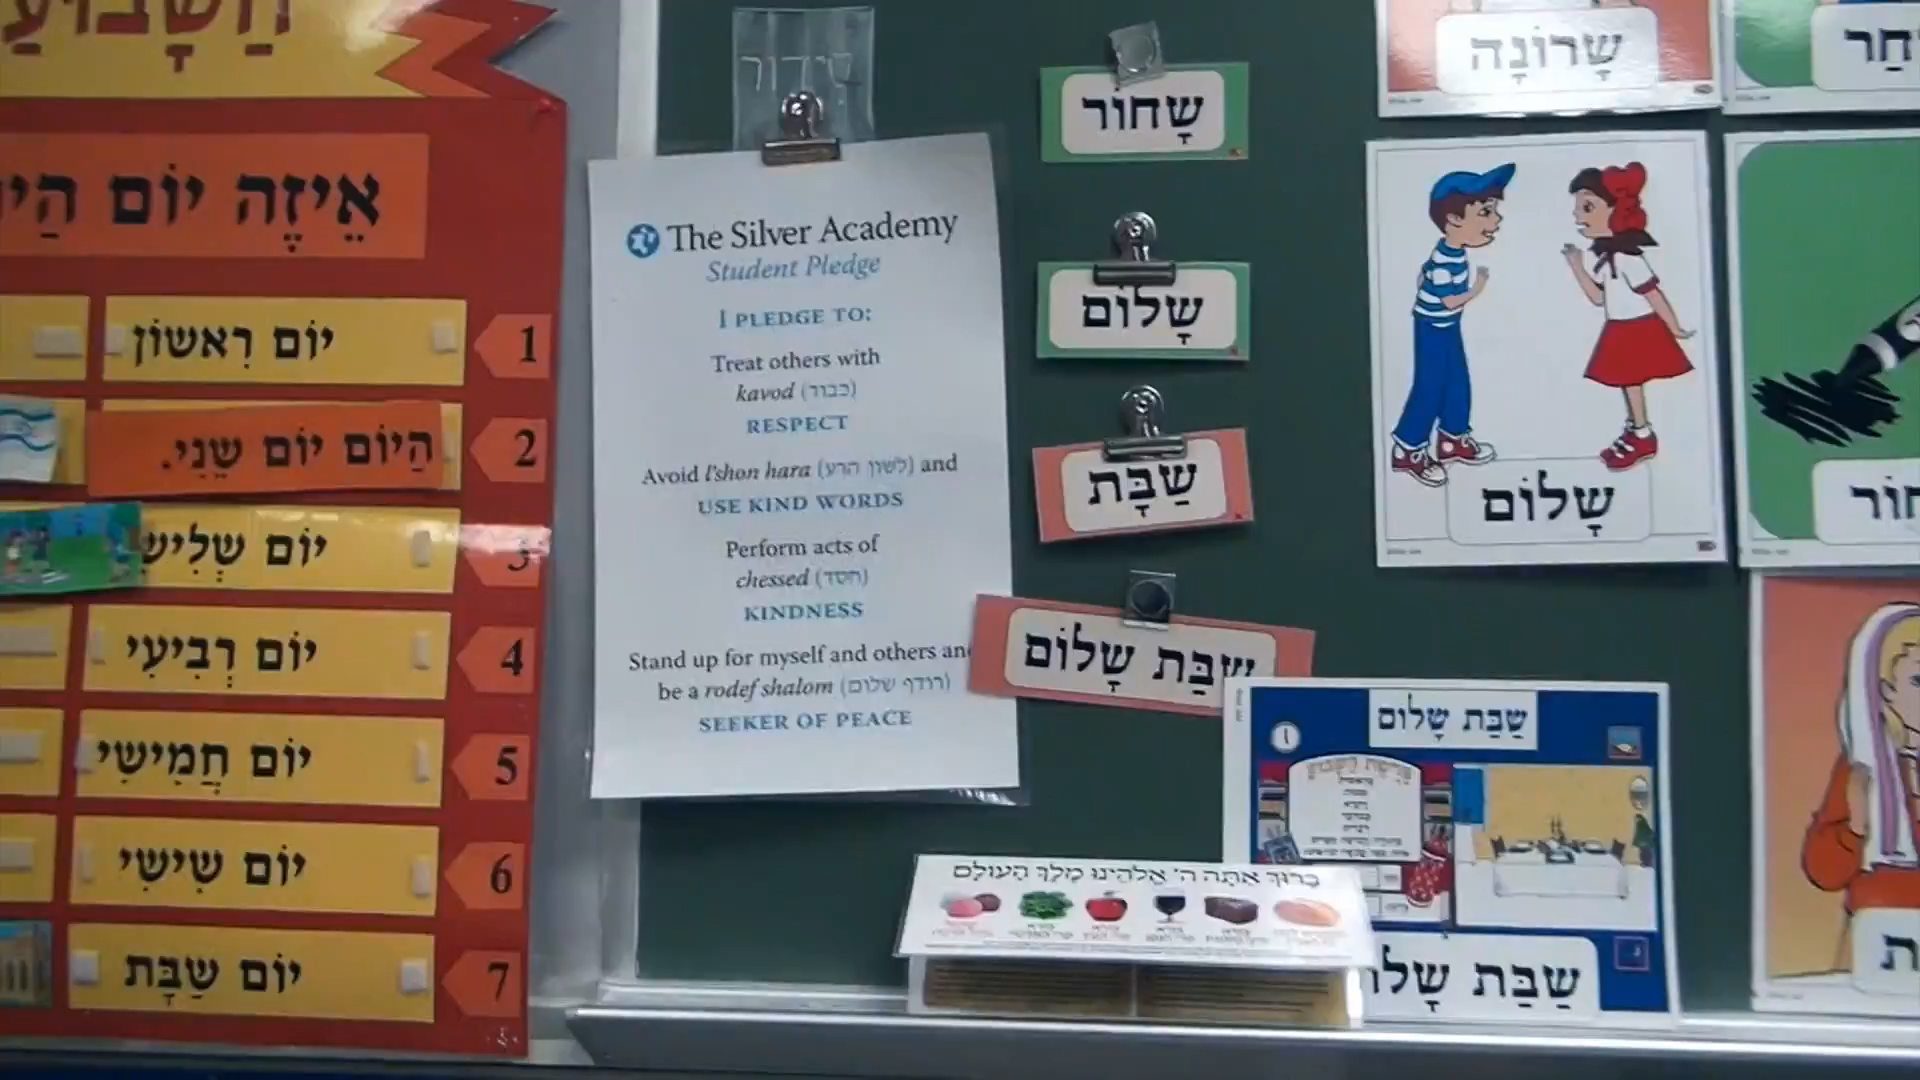 הַשָּׁבוּעַ
אֵיזֶה יוֹם
יוֹם רִאשׁוֹן
1
הַיּוֹם יוֹם שֵׁנִי.
2
יוֹם
3
יוֹם רְבִיעִי
4
יוֹם חֲמִישִׁי
5
יוֹם שִׁישִׁי
6
יוֹם שַׁבָּת
7
סידור
The Silver Academy
Student Pledge
I PLEDGE TO:
Treat others with
kavod (כבוד)
RESPECT
Avoid l'shon hara (לשון הרע) and
USE KIND WORDS
Perform acts of
chessed (חסד)
KINDNESS
Stand up for myself and others
be a rodef shalom (רודף שלום)
SEEKER OF PEACE
שָׁחוֹר
שָׁלוֹם
שַׁבָּת
שַׁבַּת שָׁלוֹם
שָׁרוֹנָה
שָׁלוֹם
שַׁבַּת שָׁלוֹם
פרשת השבוע
שַׁבַּת
בָּרוּךְ אַתָּה ה' אֱלֹהֵינוּ מֶלֶךְ הָעוֹלָם